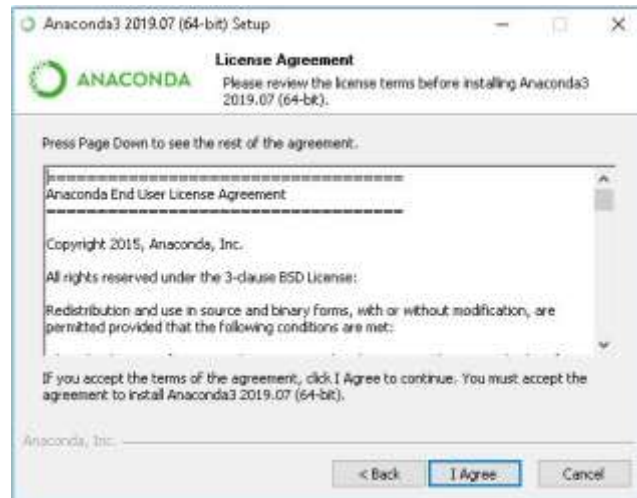 Anaconda3 2019.07 (64-bit) Setup
ANACONDA
License Agreement
Please review the license terms before installing Anaconda3
2019.07 (64-bit).
Press Page Down to see the rest of the agreement.
=====================================
Anaconda End User License Agreement
=====================================
Copyright 2015, Anaconda, Inc.
All rights reserved under the 3-clause BSD License:
Redistribution and use in source and binary forms, with or without modification, are
permitted provided that the following conditions are met:
If you accept the terms of the agreement, click I Agree to continue. You must accept the
agreement to install Anaconda3 2019.07 (64-bit).
Anaconda, Inc.
< Back
I Agree
Cancel